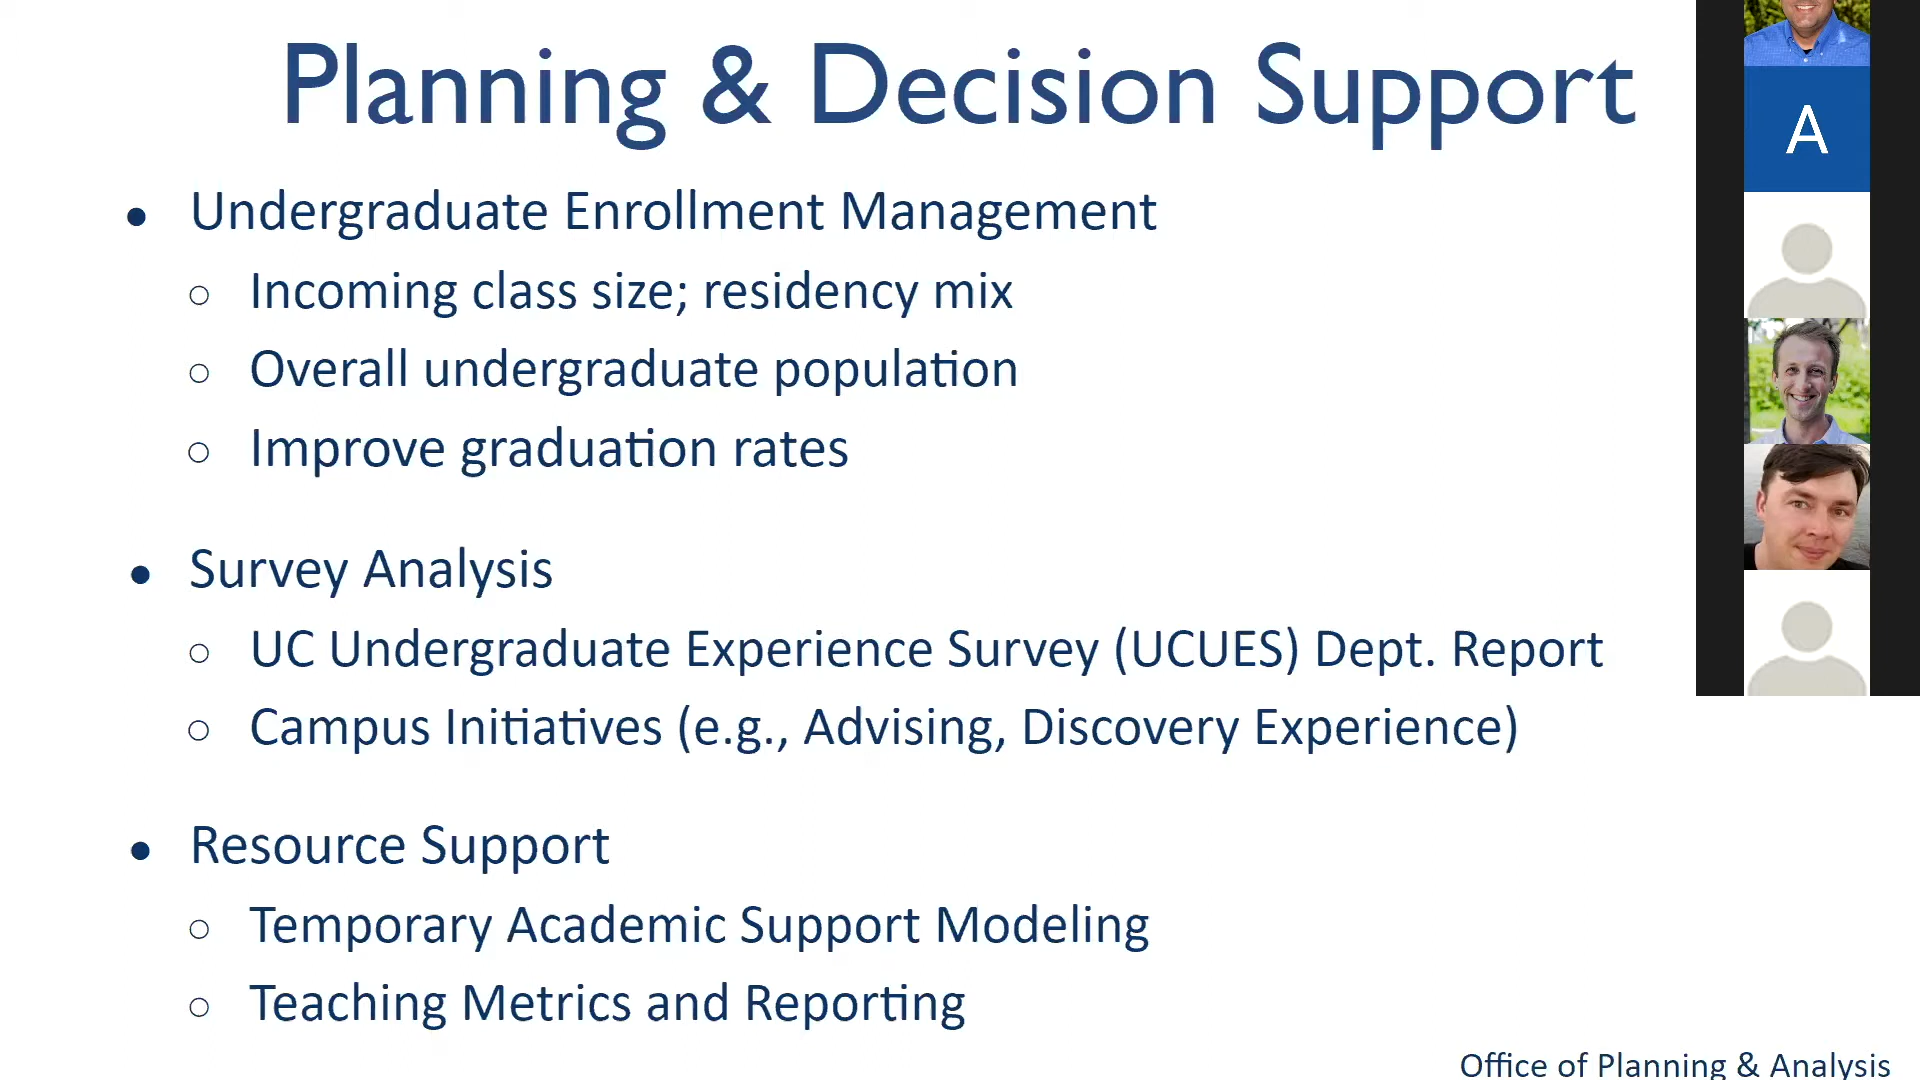 Planning & Decision Support
A
● Undergraduate Enrollment Management
○ Incoming class size; residency mix
○ Overall undergraduate population
○ Improve graduation rates
● Survey Analysis
○ UC Undergraduate Experience Survey (UCUES) Dept. Report
○ Campus Initiatives (e.g., Advising, Discovery Experience)
● Resource Support
○ Temporary Academic Support Modeling
○ Teaching Metrics and Reporting
Office of Planning & Analysis